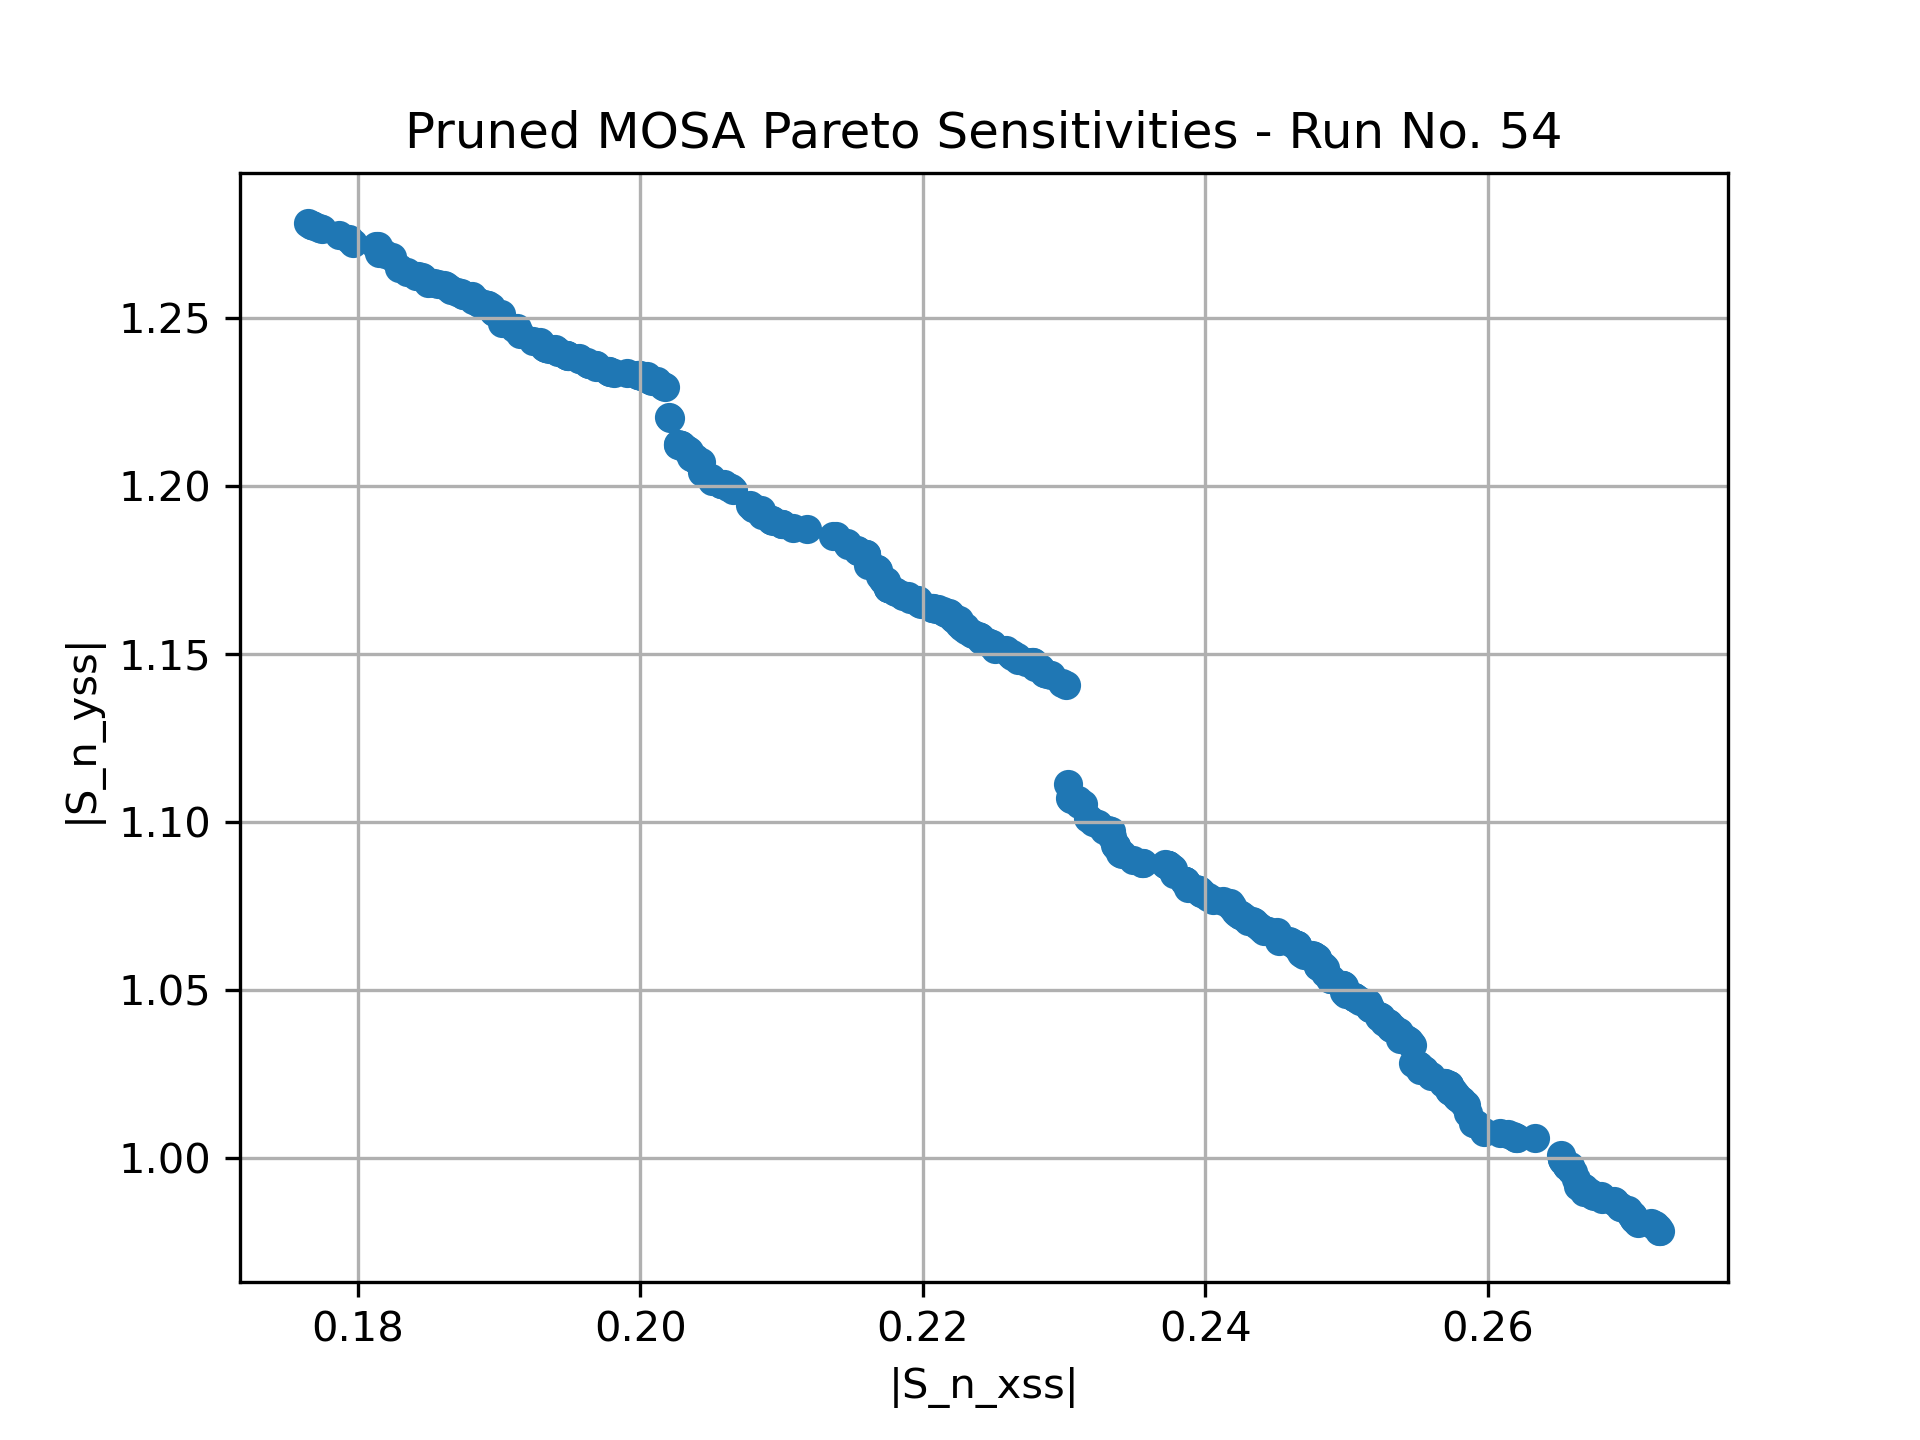 Pruned MOSA Pareto Sensitivities - Run No. 54
1.25
1.20
1.15
1.10
1.05
1.00
|S_n_yss|
0.18 0.20 0.22 0.24 0.26
|S_n_xss|